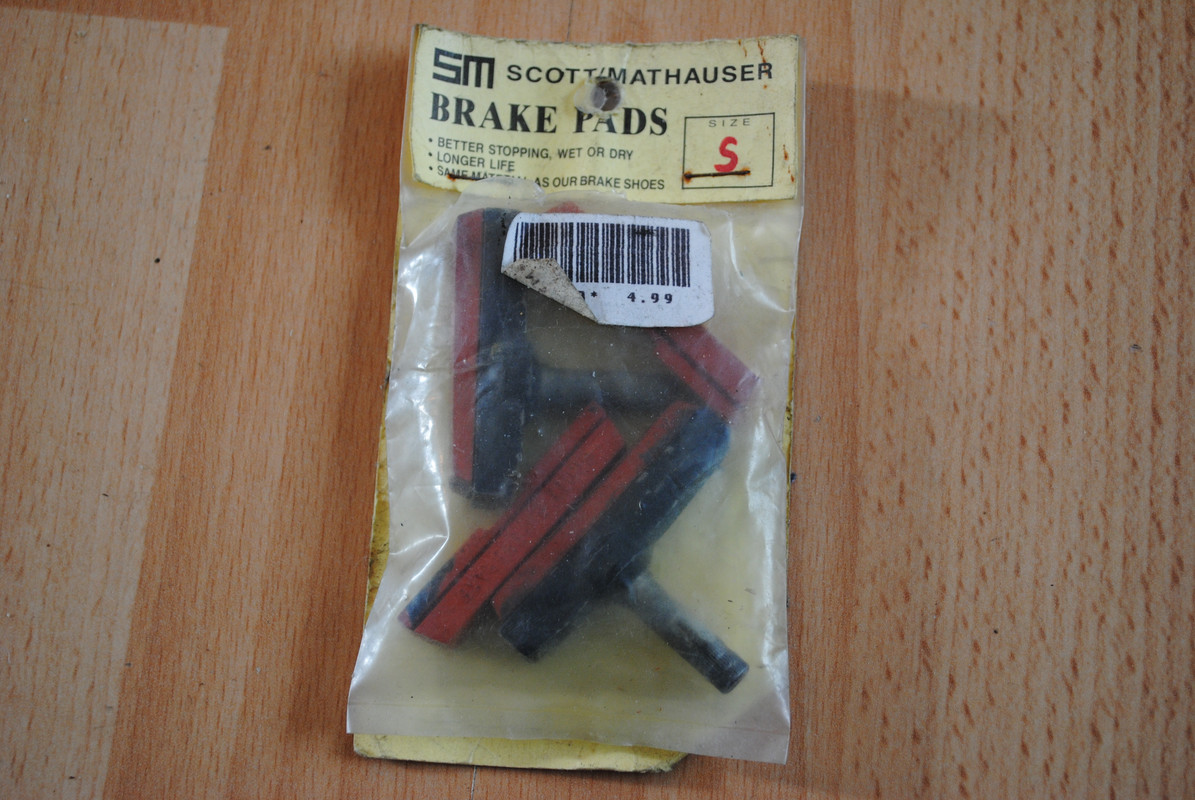 SM SCOTT/MATHAUSER
BRAKE PADS
SIZE
S
• BETTER STOPPING, WET OR DRY
• LONGER LIFE
• SAME MATERIAL AS OUR BRAKE SHOES
* 4.99